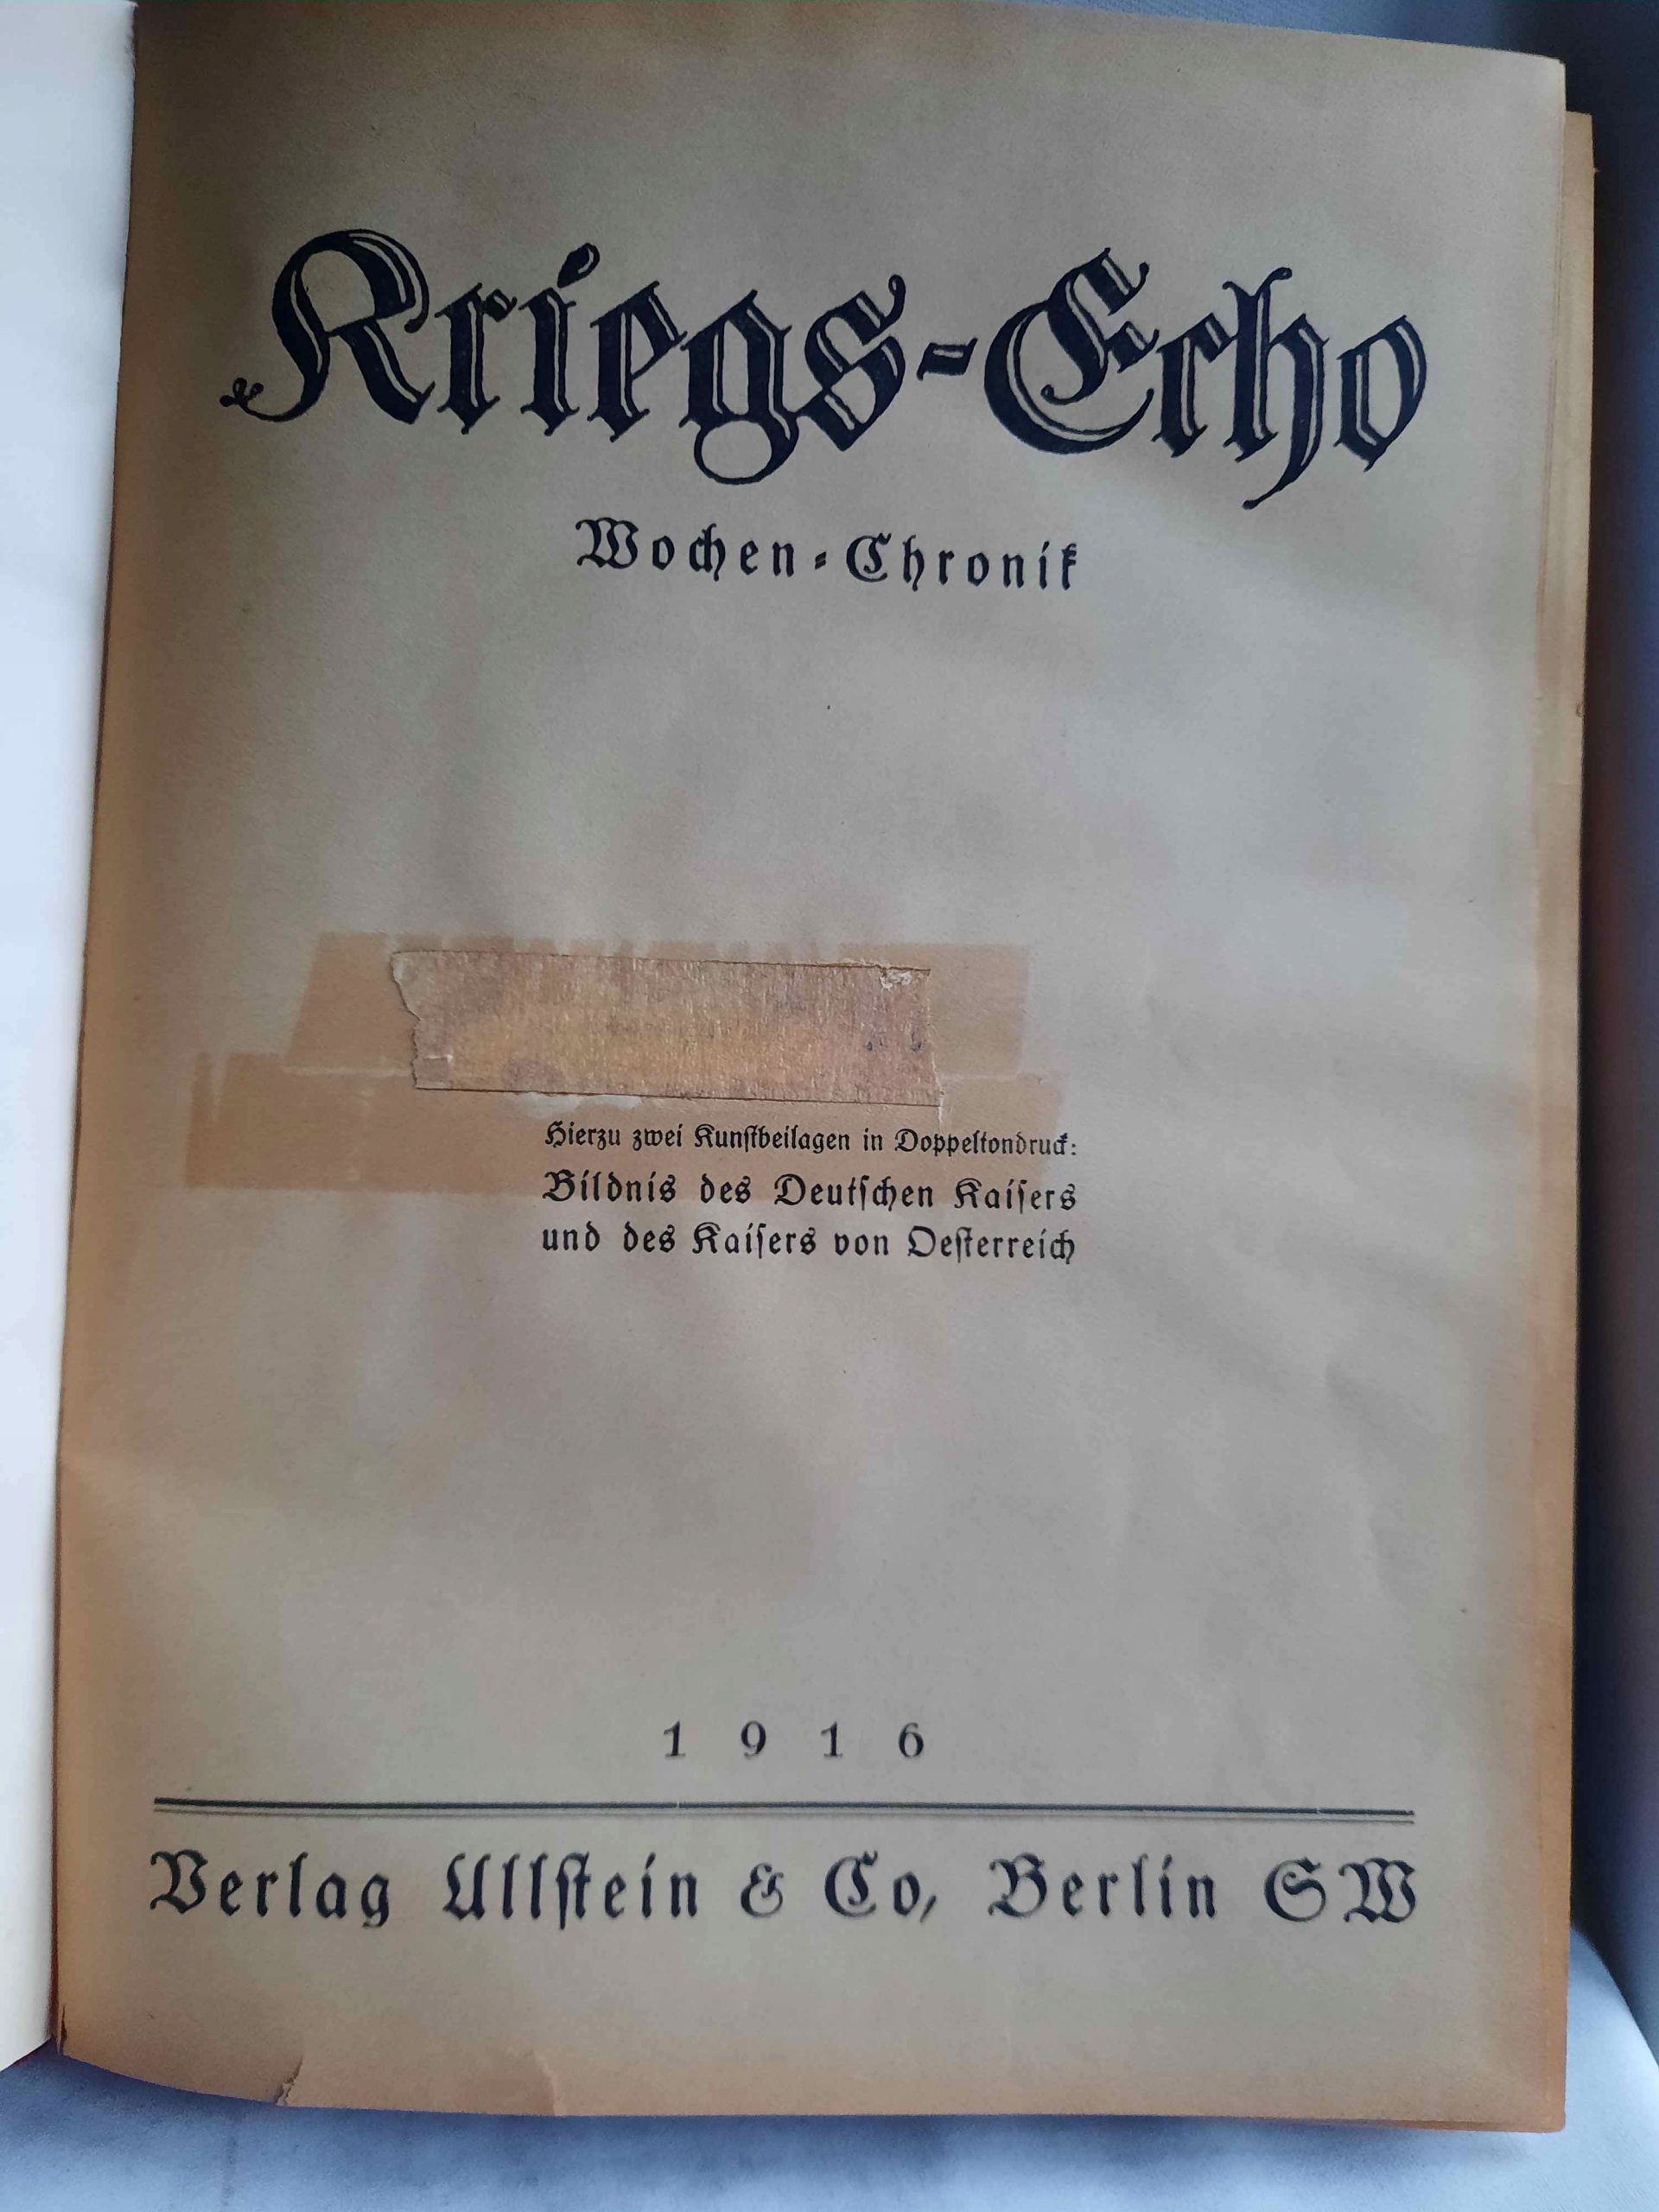 Kriegs-Echo
Wochen-Chronik
Hierzu zwei Kunſtbeilagen in Doppeltondruck:
Bildnis des Deutſchen Kaiſers
und des Kaiſers von Oeſterreich
1916
Verlag Ullſtein & Co, Berlin SW